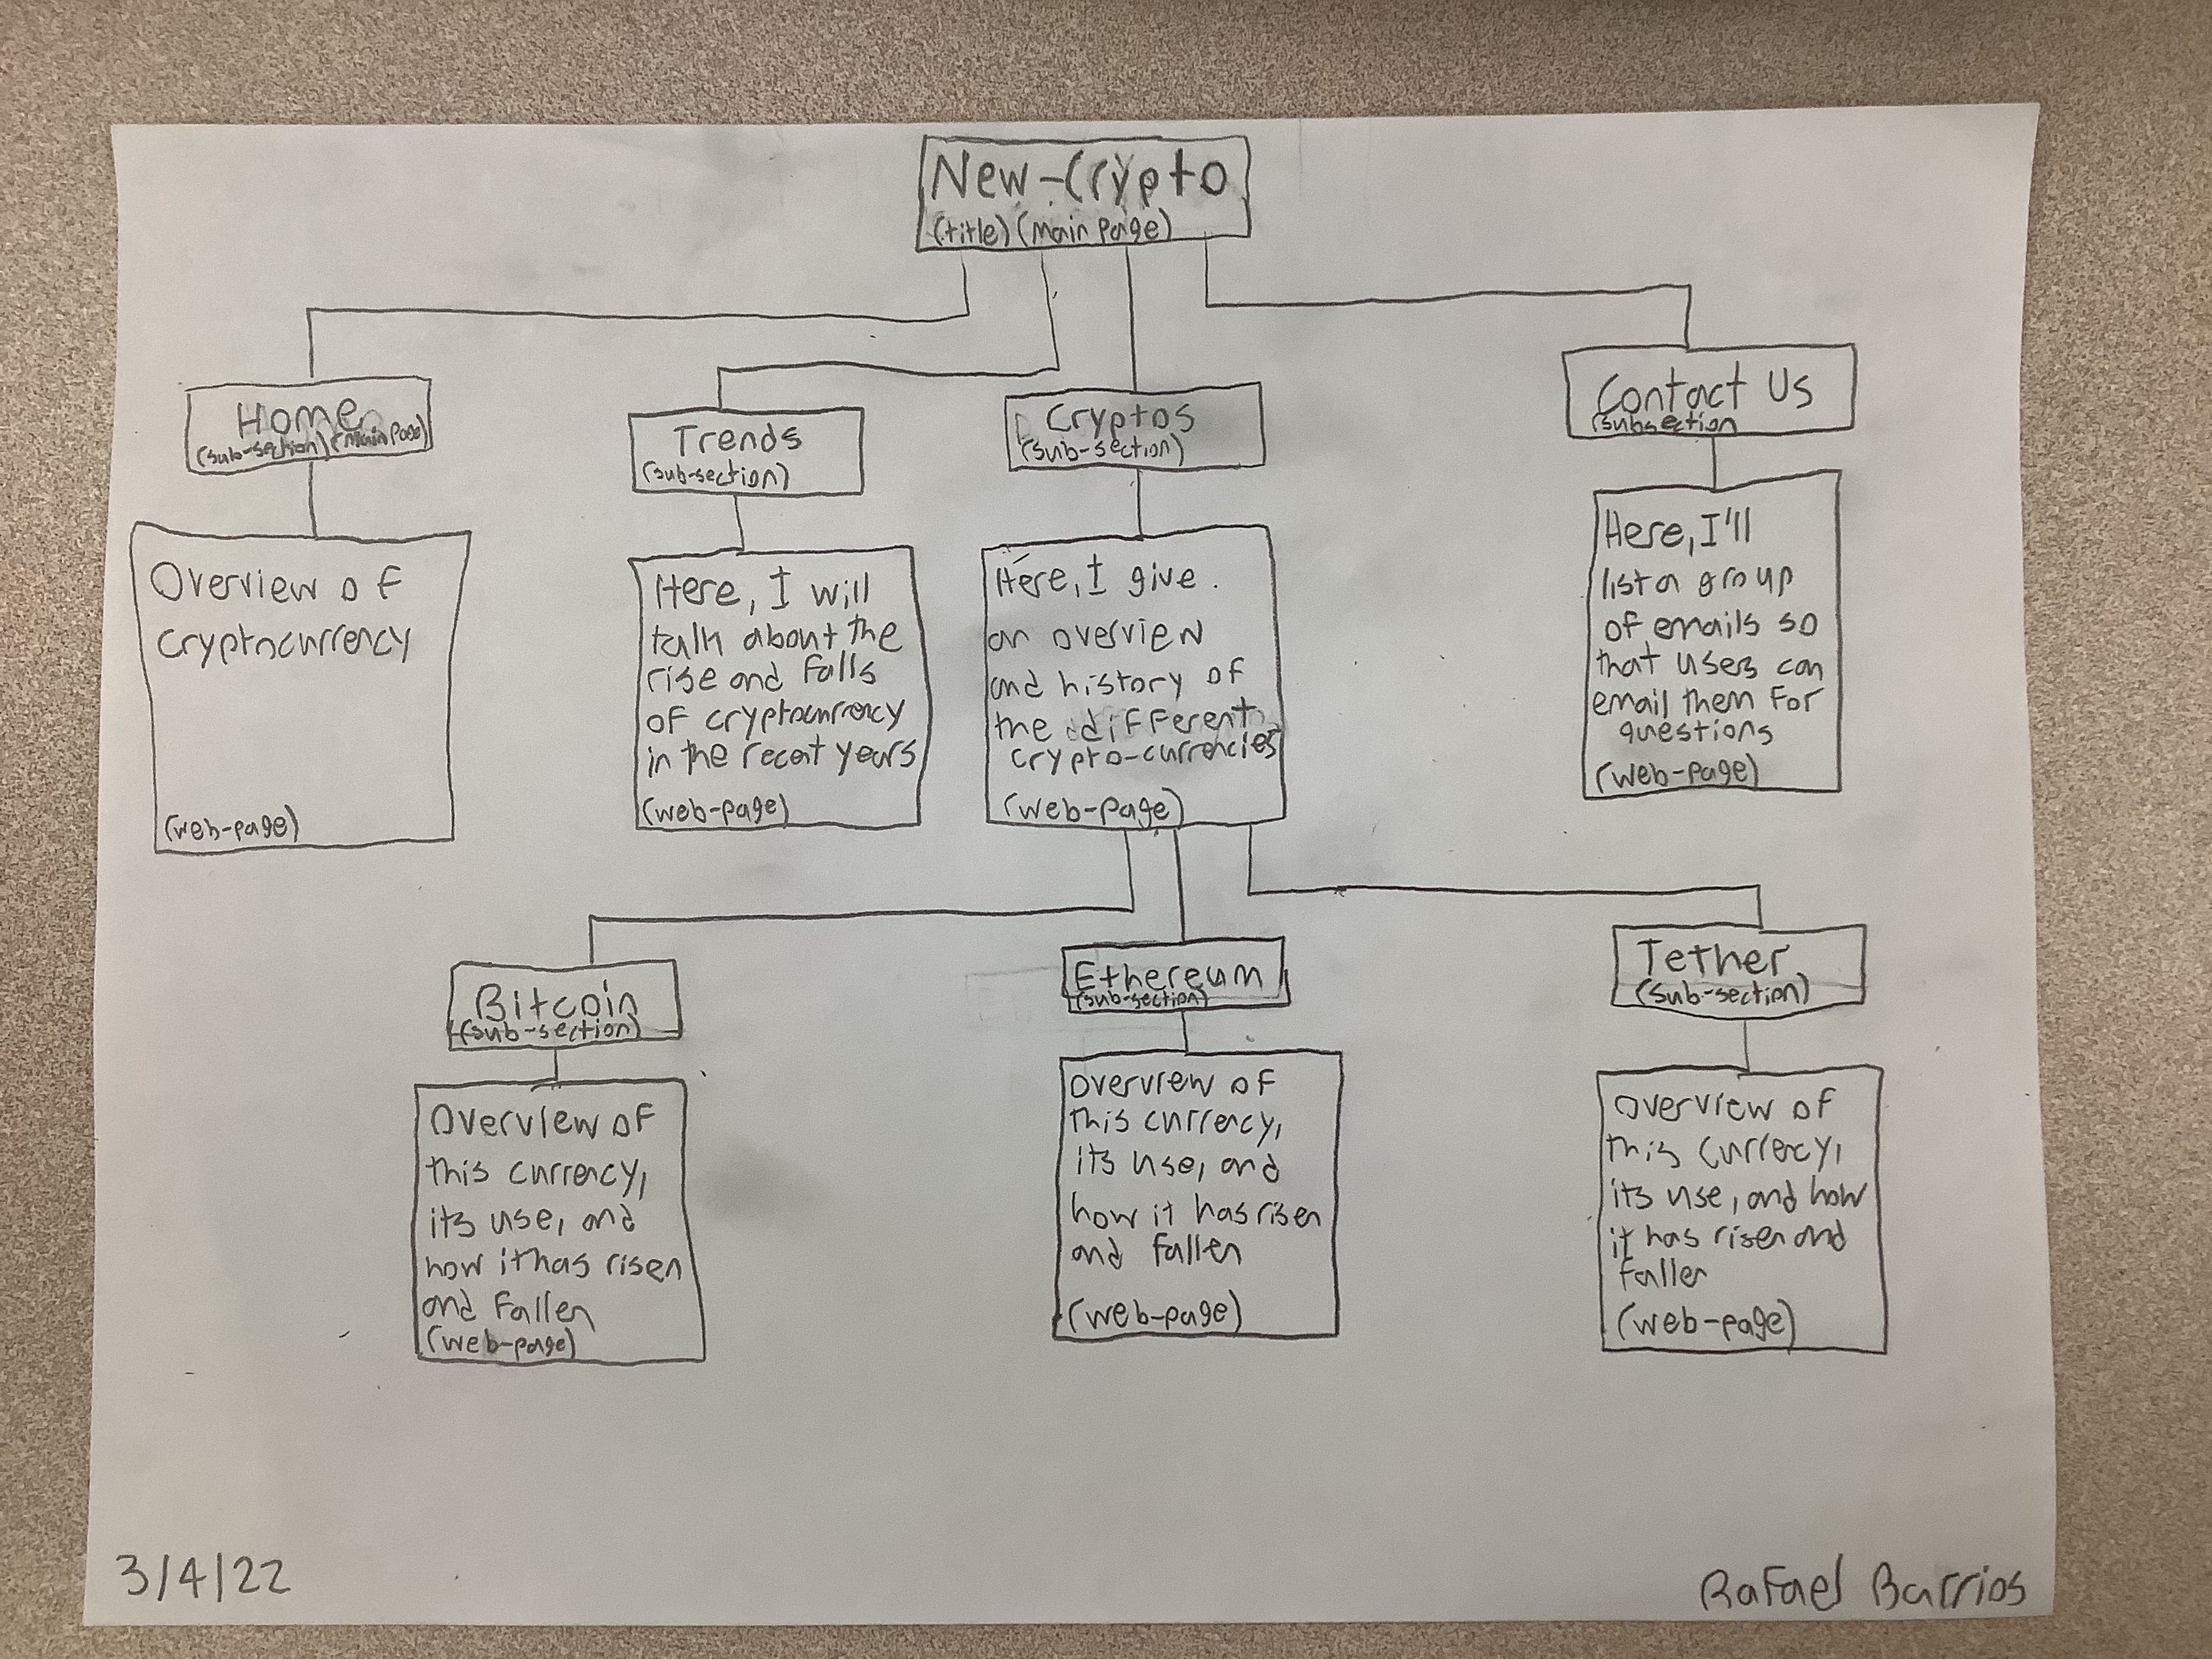 New-Crypto
(title) (Main Page)
Home
(sub-section) (Main Page)
Trends
(sub-section)
Cryptos
(sub-section)
Contact Us
(subsection
Overview of
cryptocurrency
(web-page)
Here, I will
talk about the
rise and falls
of cryptocurrency
in the recent years
(web-page)
Here, I give
an overview
and history of
the different
crypto-currencies
(web-page)
Here, I'll
list a group
of emails so
that users can
email them for
questions
(web-page)
Bitcoin
(sub-section)
Ethereum
(sub-section)
Tether
(sub-section)
Overview of
this currency,
its use, and
how it has risen
and fallen
(web-page)
overview of
this currency,
its use, and
how it has risen
and fallen
(web-page)
overview of
this currency,
its use, and how
it has risen and
fallen
(web-page)
3/4/22
Rafael Barrios